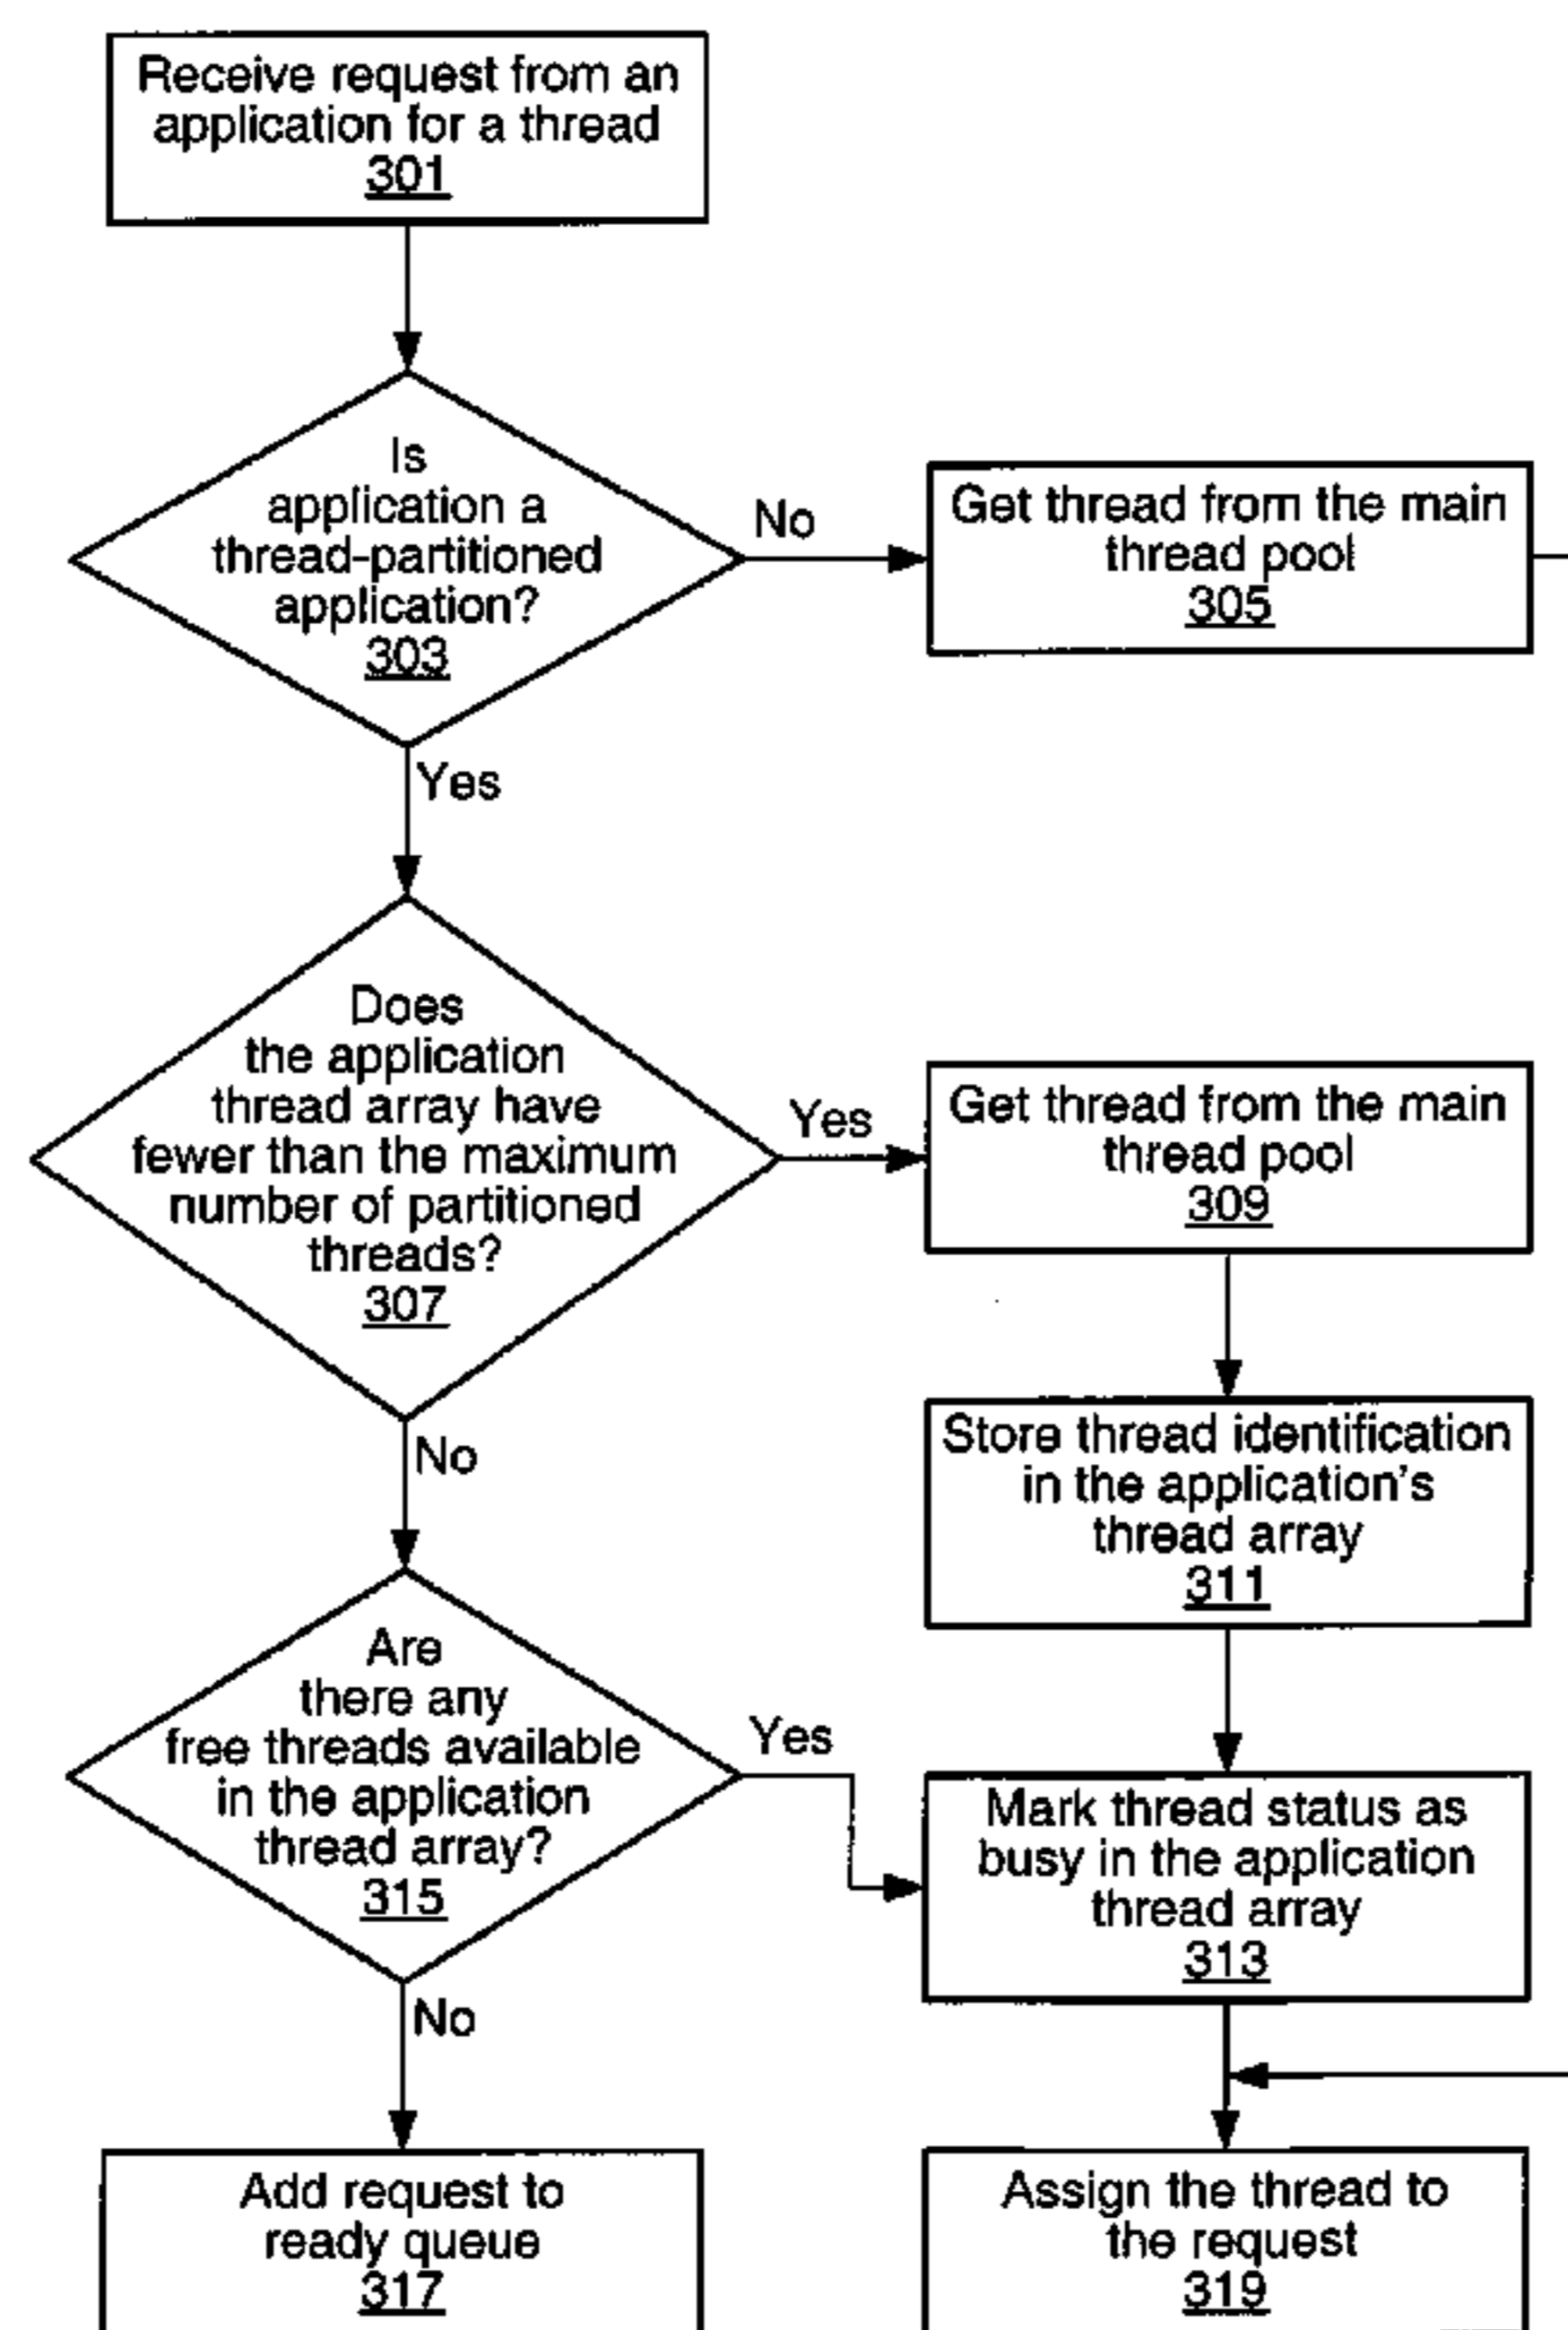 Receive request from an
application for a thread
301
Is
application a
thread-partitioned
application?
303
No
Get thread from the main
thread pool
305
Yes
Does
the application
thread array have
fewer than the maximum
number of partitioned
threads?
307
Yes
Get thread from the main
thread pool
309
No
Store thread identification
in the application's
thread array
311
Are
there any
free threads available
in the application
thread array?
315
Yes
Mark thread status as
busy in the application
thread array
313
No
Add request to
ready queue
317
Assign the thread to
the request
319